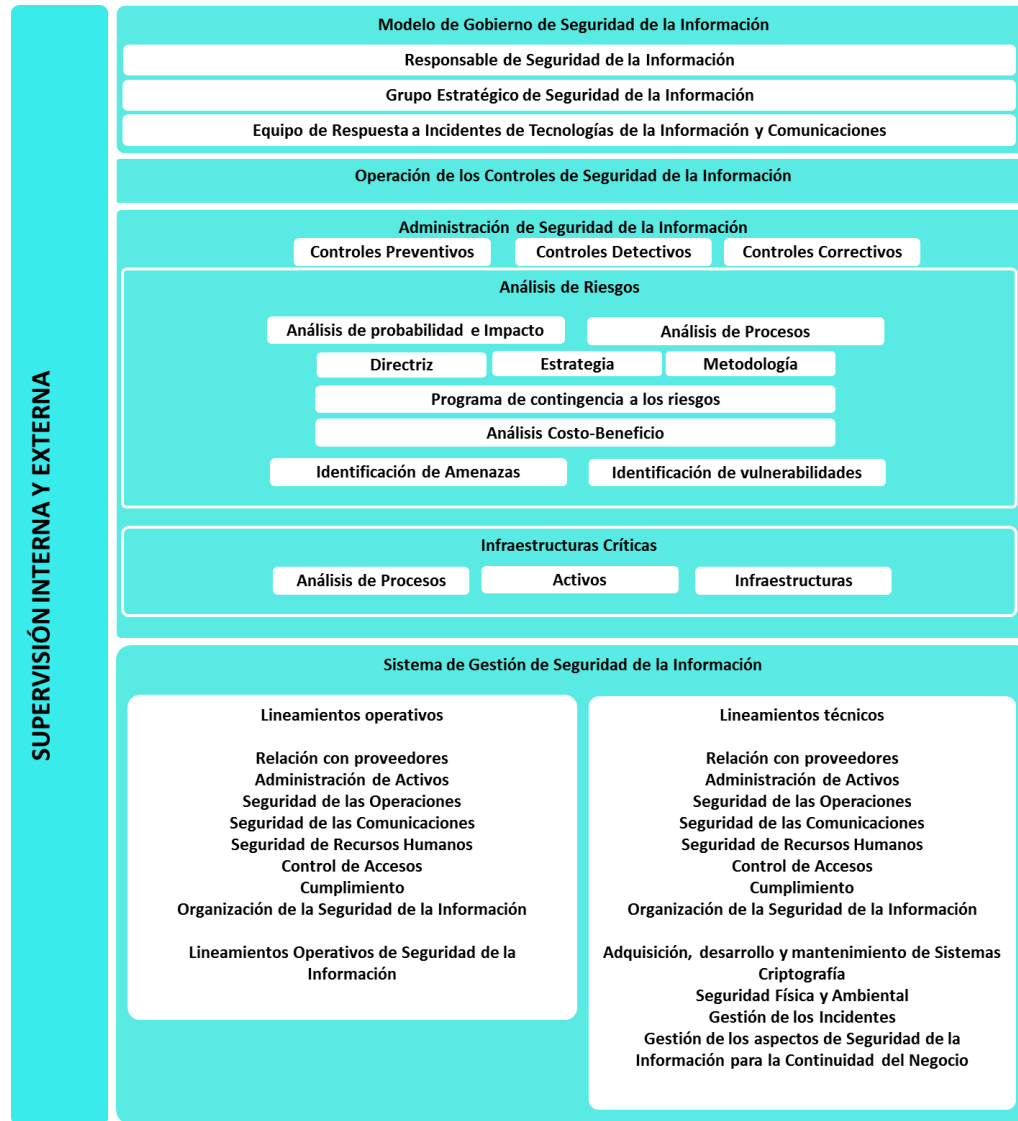 SUPERVISIÓN INTERNA Y EXTERNA
Modelo de Gobierno de Seguridad de la Información
Responsable de Seguridad de la Información
Grupo Estratégico de Seguridad de la Información
Equipo de Respuesta a Incidentes de Tecnologías de la Información y Comunicaciones
Operación de los Controles de Seguridad de la Información
Administración de Seguridad de la Información
Controles Preventivos
Controles Detectivos
Controles Correctivos
Análisis de Riesgos
Análisis de probabilidad e Impacto
Análisis de Procesos
Directriz
Estrategia
Metodología
Programa de contingencia a los riesgos
Análisis Costo-Beneficio
Identificación de Amenazas
Identificación de vulnerabilidades
Infraestructuras Críticas
Análisis de Procesos
Activos
Infraestructuras
Sistema de Gestión de Seguridad de la Información
Lineamientos operativos
Relación con proveedores
Administración de Activos
Seguridad de las Operaciones
Seguridad de las Comunicaciones
Seguridad de Recursos Humanos
Control de Accesos
Cumplimiento
Organización de la Seguridad de la Información
Lineamientos Operativos de Seguridad de la
Información
Lineamientos técnicos
Relación con proveedores
Administración de Activos
Seguridad de las Operaciones
Seguridad de las Comunicaciones
Seguridad de Recursos Humanos
Control de Accesos
Cumplimiento
Organización de la Seguridad de la Información
Adquisición, desarrollo y mantenimiento de Sistemas
Criptografía
Seguridad Física y Ambiental
Gestión de los Incidentes
Gestión de los aspectos de Seguridad de la
Información para la Continuidad del Negocio